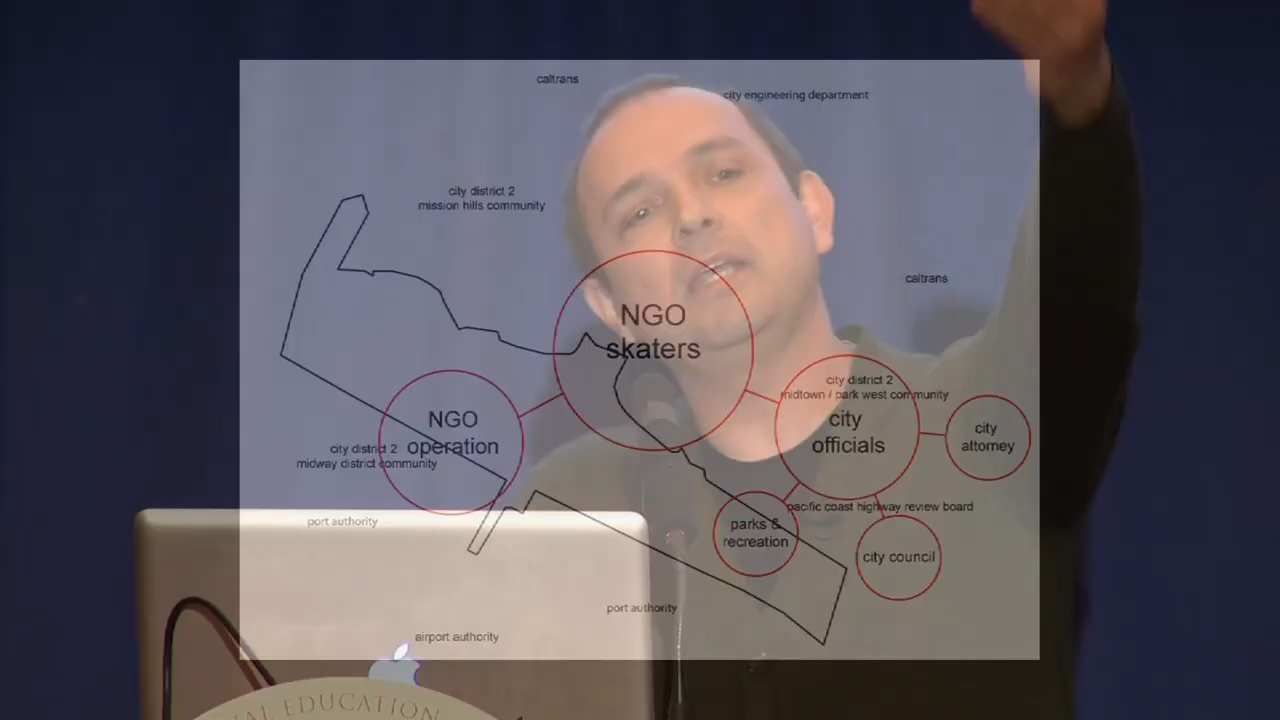 caltrans
city engineering department
city district 2
mission hills community
caltrans
NGO
skaters
city district 2
midtown / park west community
NGO
operation
city
officials
city
attorney
city district 2
midway district community
pacific coast highway review board
port authority
parks &
recreation
city council
port authority
airport authority
AL EDUCATION